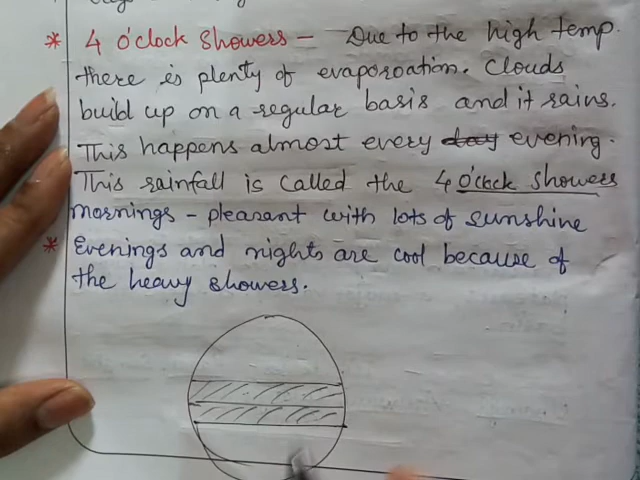 * 4 o'clock showers – Due to the high temp.
there is plenty of evaporation. Clouds
build up on a regular basis and it rains.
This happens almost every day evening.
This rainfall is called the 4 o'clock showers
mornings – pleasant with lots of sunshine
* Evenings and nights are cool because of
the heavy showers.